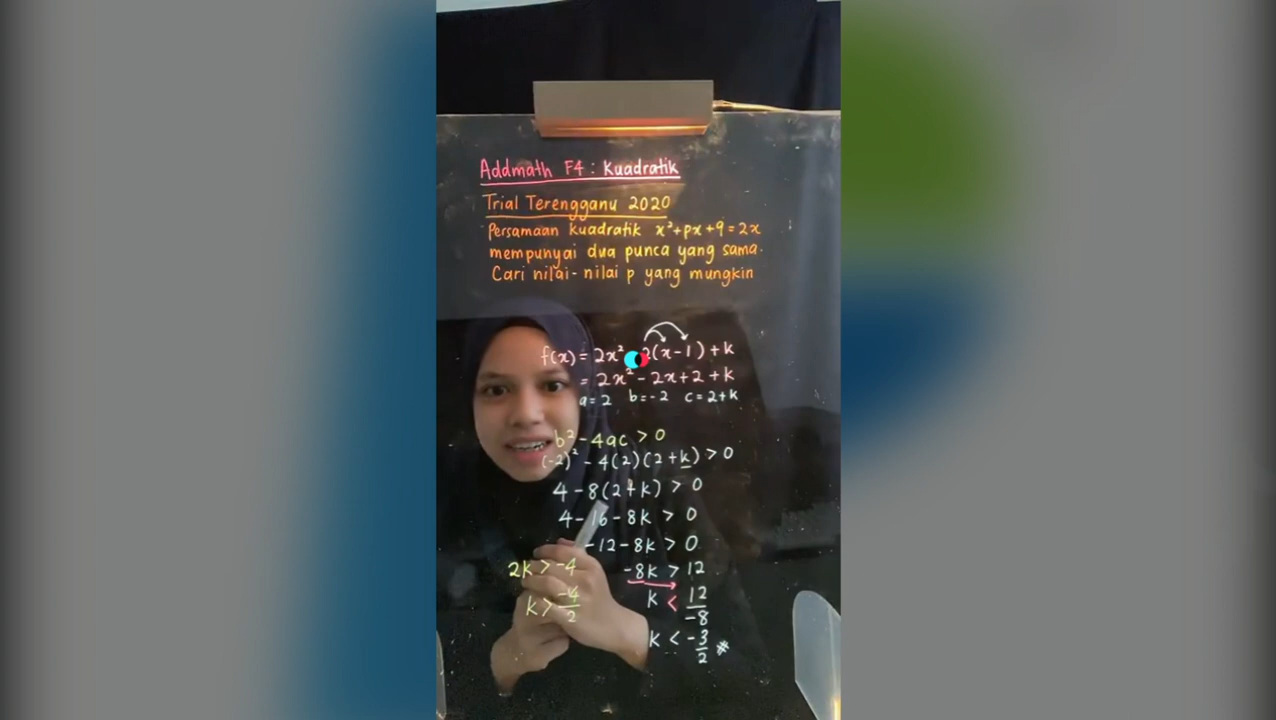 Addmath F4 : Kuadratik
Trial Terengganu 2020
Persamaan kuadratik x²+px+9=2x
mempunyai dua punca yang sama.
Cari nilai-nilai p yang mungkin
f(x) = 2x² 2(x-1)+k
= 2x² - 2x+2+k
a=2 b=-2 c=2+k
b²-4ac > 0
(-2)² - 4(2)(2+k) > 0
4-8(2+k) > 0
4-16-8k > 0
-12-8k > 0
-8k > 12
k < 12/-8
k < -3/2
2k > -4
k > -4/2